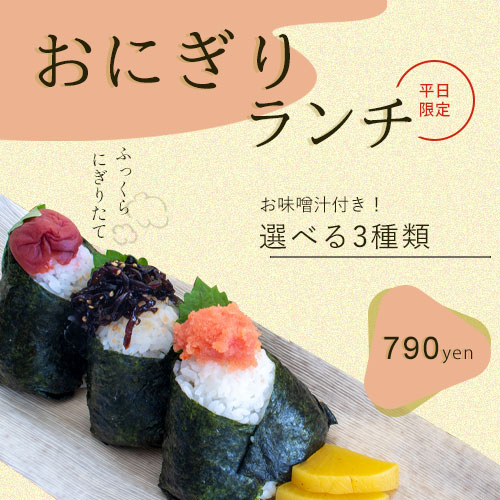 おにぎり
ランチ
平日
限定
ふっくら
にぎりたて
お味噌汁付き！
選べる3種類
790yen